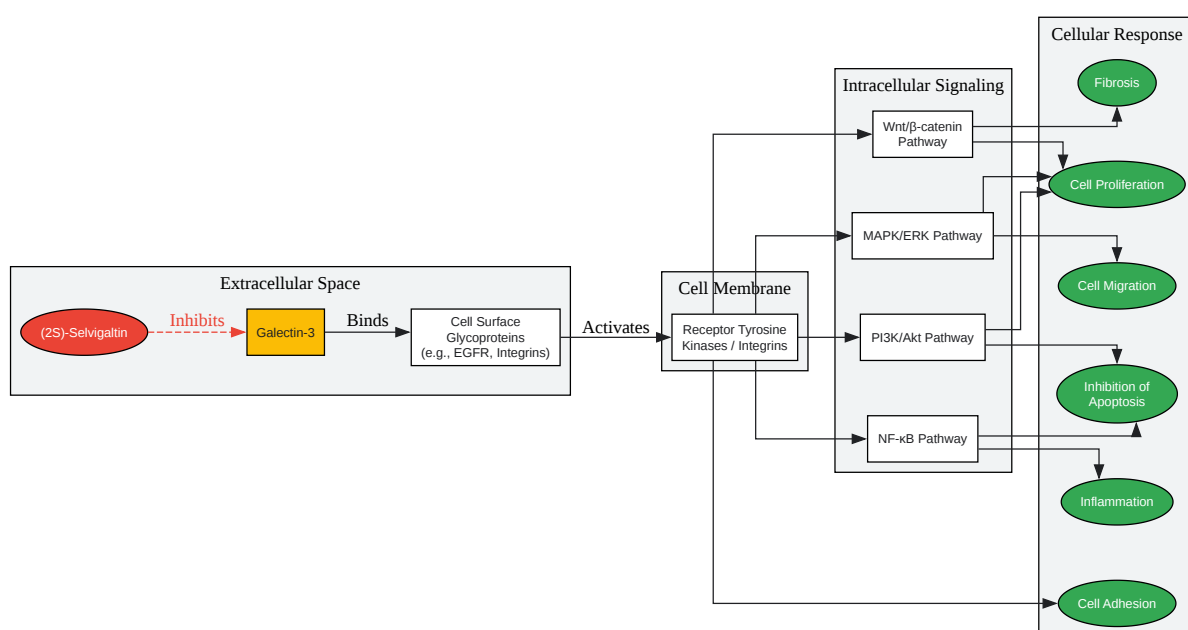 Extracellular Space
(2S)-Selvigaltin
Inhibits
Galectin-3
Binds
Cell Surface
Glycoproteins
(e.g., EGFR, Integrins)
Activates
Cell Membrane
Receptor Tyrosine
Kinases / Integrins
Intracellular Signaling
Wnt/β-catenin
Pathway
MAPK/ERK Pathway
PI3K/Akt Pathway
NF-κB Pathway
Cellular Response
Fibrosis
Cell Proliferation
Cell Migration
Inhibition of
Apoptosis
Inflammation
Cell Adhesion